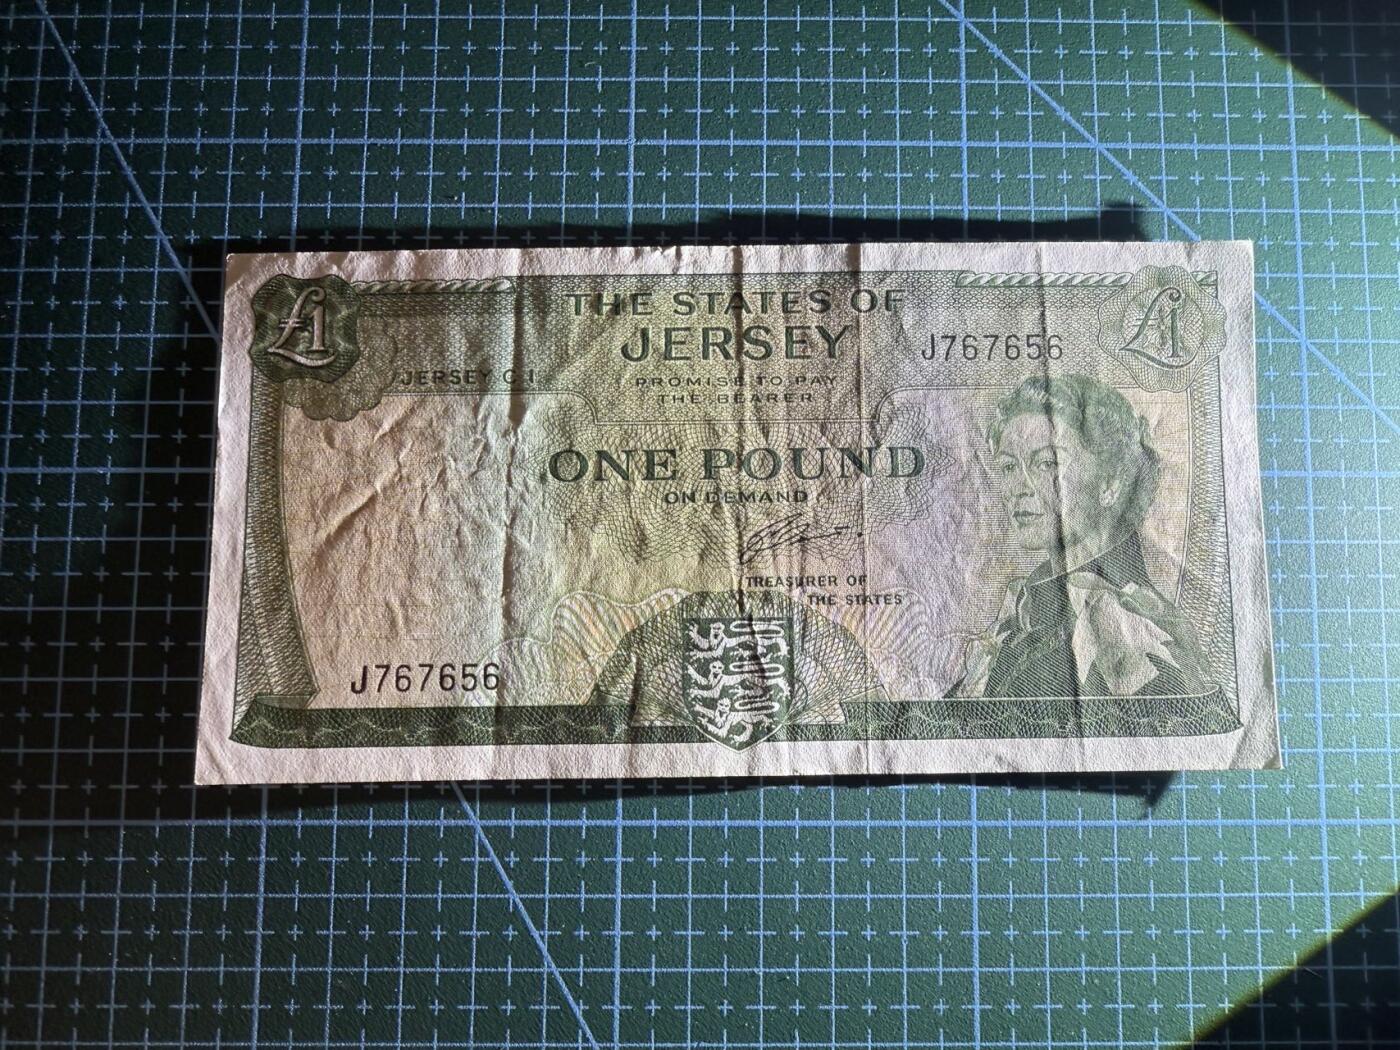 £1
THE STATES OF
£1
JERSEY
J767656
JERSEY C I
PROMISE TO PAY
THE BEARER
ONE POUND
ON DEMAND
TREASURER OF
THE STATES
J767656